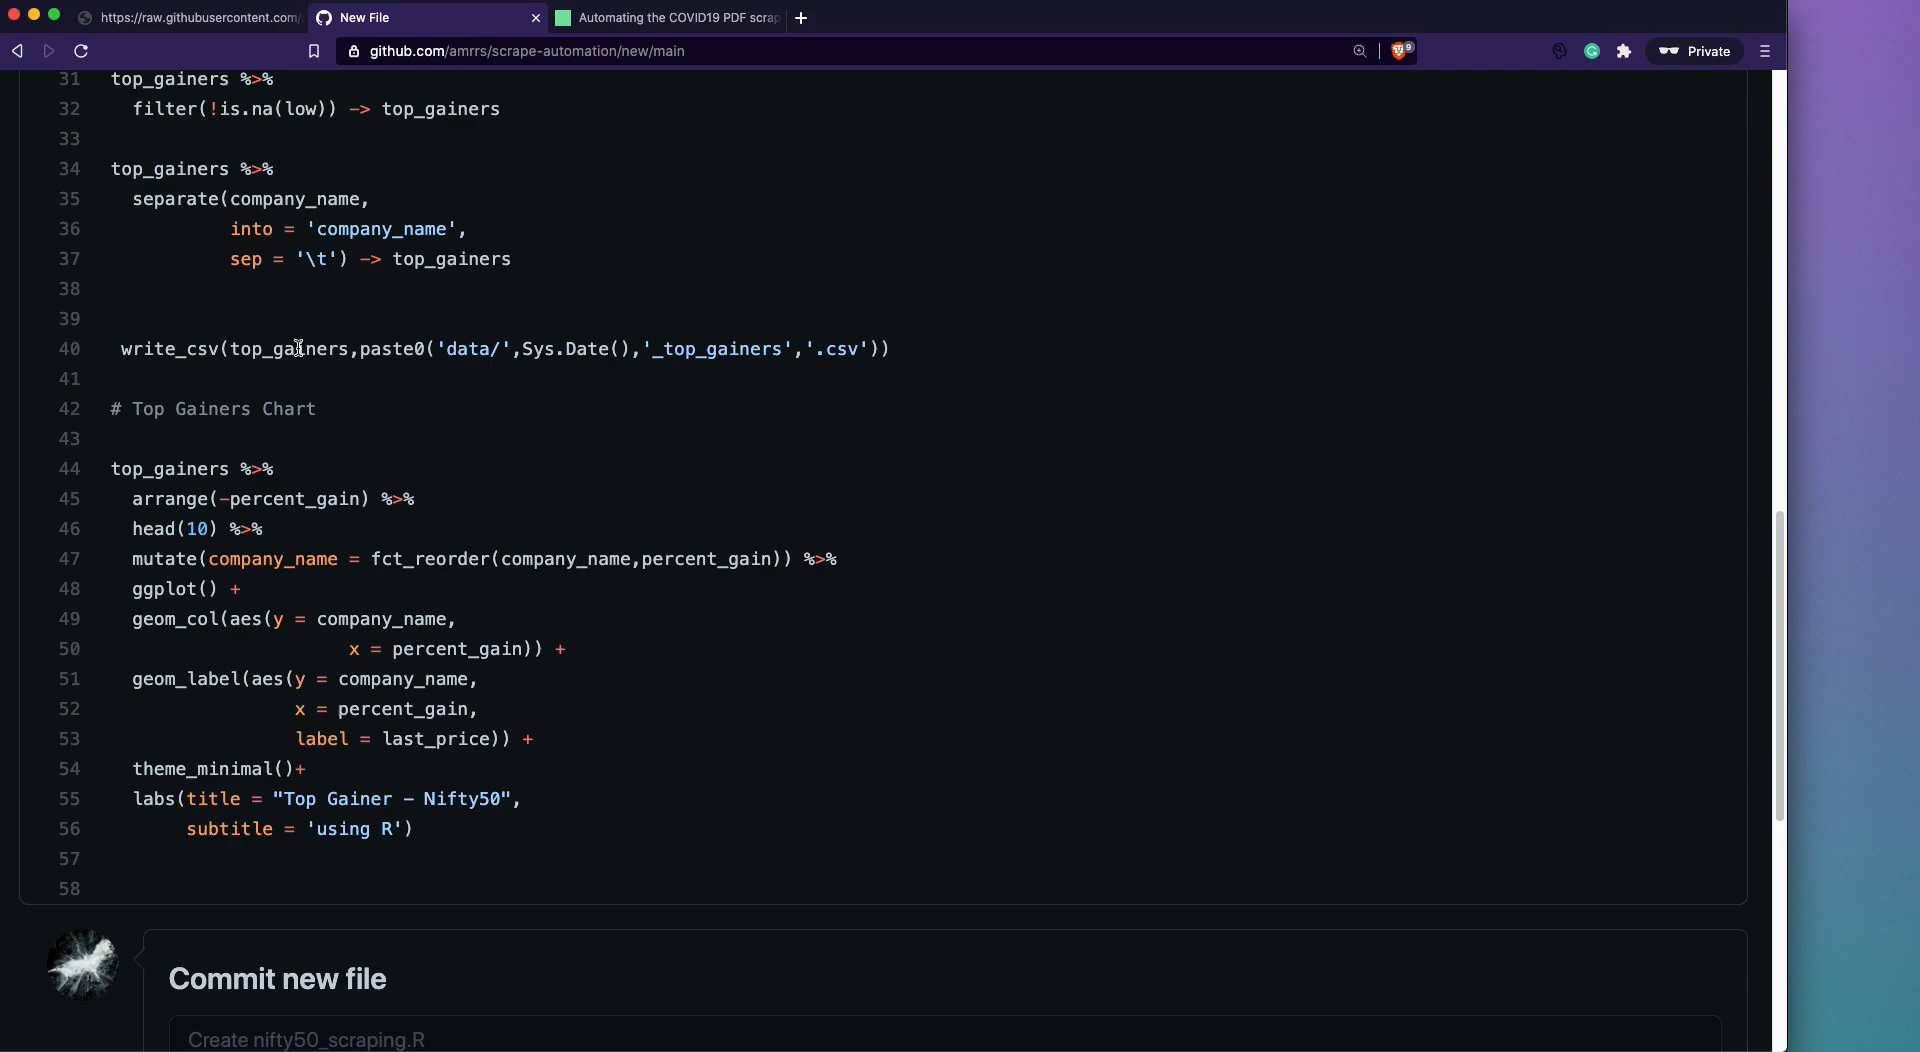 https://raw.githubusercontent.com/
New File
Automating the COVID19 PDF scrap
github.com/amrrs/scrape-automation/new/main
9
Private
31 top_gainers %>%
32 filter(!is.na(low)) -> top_gainers
33
34 top_gainers %>%
35 separate(company_name,
36 into = 'company_name',
37 sep = '\t') -> top_gainers
38
39
40 write_csv(top_gainers,paste0('data/',Sys.Date(),'_top_gainers','.csv'))
41
42 # Top Gainers Chart
43
44 top_gainers %>%
45 arrange(-percent_gain) %>%
46 head(10) %>%
47 mutate(company_name = fct_reorder(company_name,percent_gain)) %>%
48 ggplot() +
49 geom_col(aes(y = company_name,
50 x = percent_gain)) +
51 geom_label(aes(y = company_name,
52 x = percent_gain,
53 label = last_price)) +
54 theme_minimal()+
55 labs(title = "Top Gainer - Nifty50",
56 subtitle = 'using R')
57
58
Commit new file
Create nifty50_scraping.R